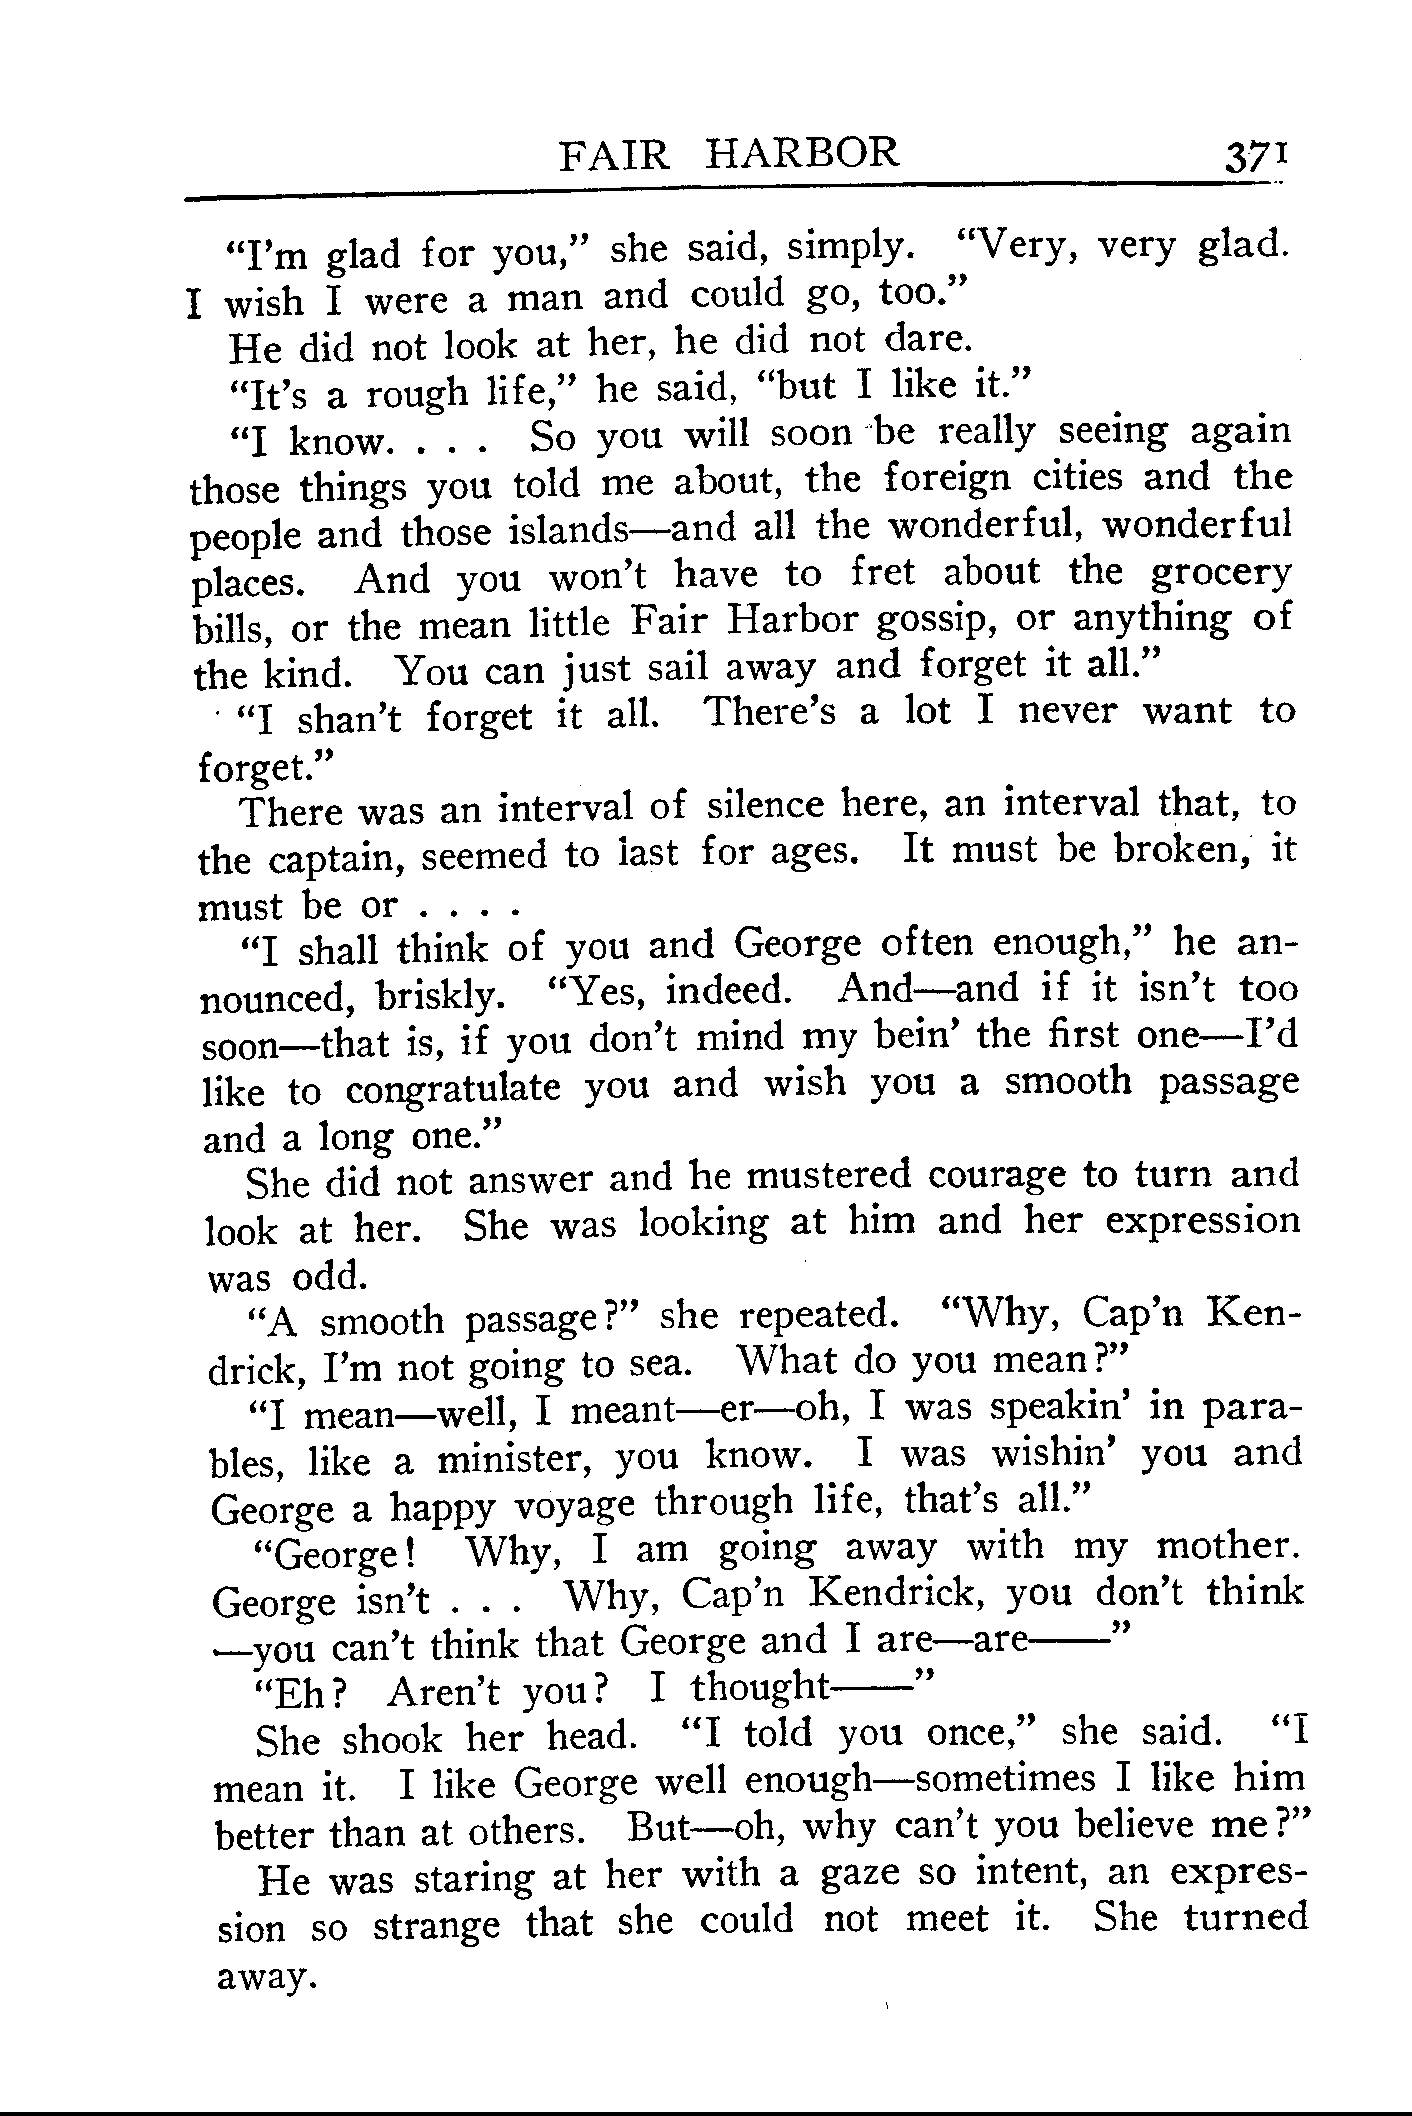 FAIR HARBOR 371
“I’m glad for you,” she said, simply. “Very, very glad.
I wish I were a man and could go, too.”
He did not look at her, he did not dare.
“It’s a rough life,” he said, “but I like it.”
“I know. . . . So you will soon be really seeing again
those things you told me about, the foreign cities and the
people and those islands—and all the wonderful, wonderful
places. And you won’t have to fret about the grocery
bills, or the mean little Fair Harbor gossip, or anything of
the kind. You can just sail away and forget it all.”
“I shan’t forget it all. There’s a lot I never want to
forget.”
There was an interval of silence here, an interval that, to
the captain, seemed to last for ages. It must be broken, it
must be or . . . .
“I shall think of you and George often enough,” he an-
nounced, briskly. “Yes, indeed. And—and if it isn’t too
soon—that is, if you don’t mind my bein’ the first one—I’d
like to congratulate you and wish you a smooth passage
and a long one.”
She did not answer and he mustered courage to turn and
look at her. She was looking at him and her expression
was odd.
“A smooth passage?” she repeated. “Why, Cap’n Ken-
drick, I’m not going to sea. What do you mean?”
“I mean—well, I meant—er—oh, I was speakin’ in para-
bles, like a minister, you know. I was wishin’ you and
George a happy voyage through life, that’s all.”
“George! Why, I am going away with my mother.
George isn’t . . . Why, Cap’n Kendrick, you don’t think
—you can’t think that George and I are—are——”
“Eh? Aren’t you? I thought——”
She shook her head. “I told you once,” she said. “I
mean it. I like George well enough—sometimes I like him
better than at others. But—oh, why can’t you believe me?”
He was staring at her with a gaze so intent, an expres-
sion so strange that she could not meet it. She turned
away.